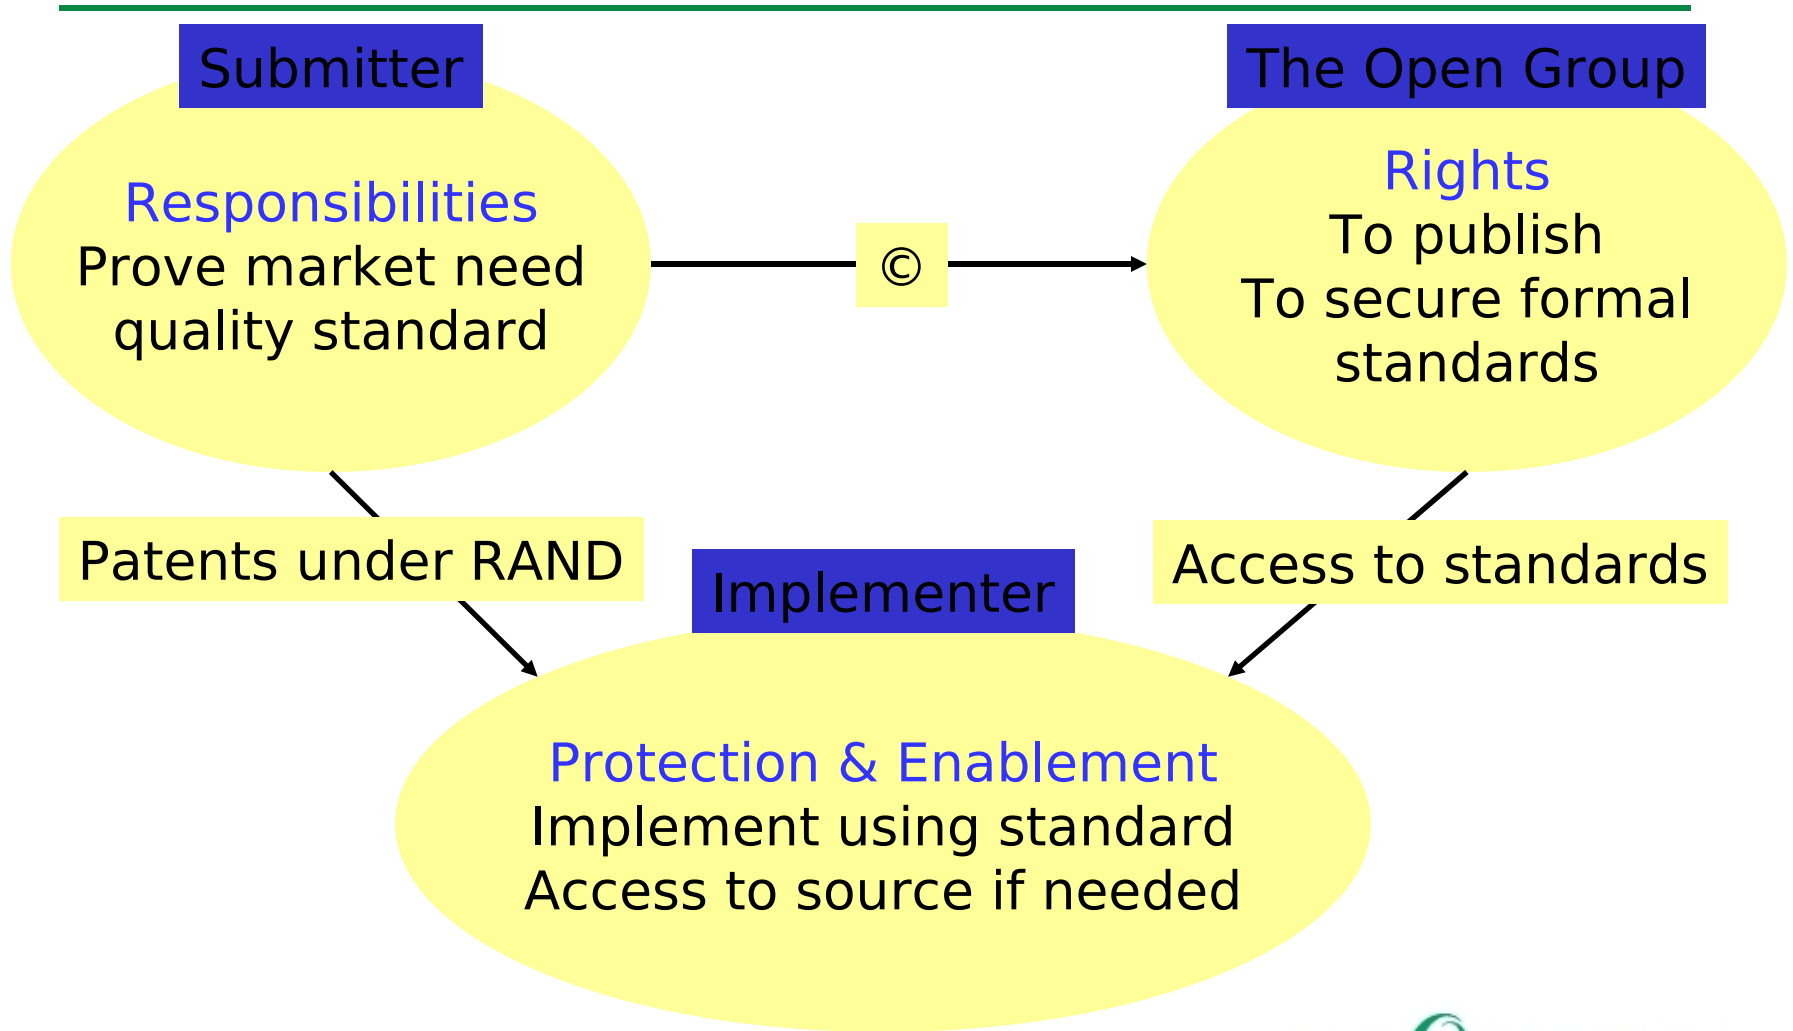 Submitter
Responsibilities
Prove market need
quality standard
©
The Open Group
Rights
To publish
To secure formal
standards
Patents under RAND
Access to standards
Implementer
Protection & Enablement
Implement using standard
Access to source if needed